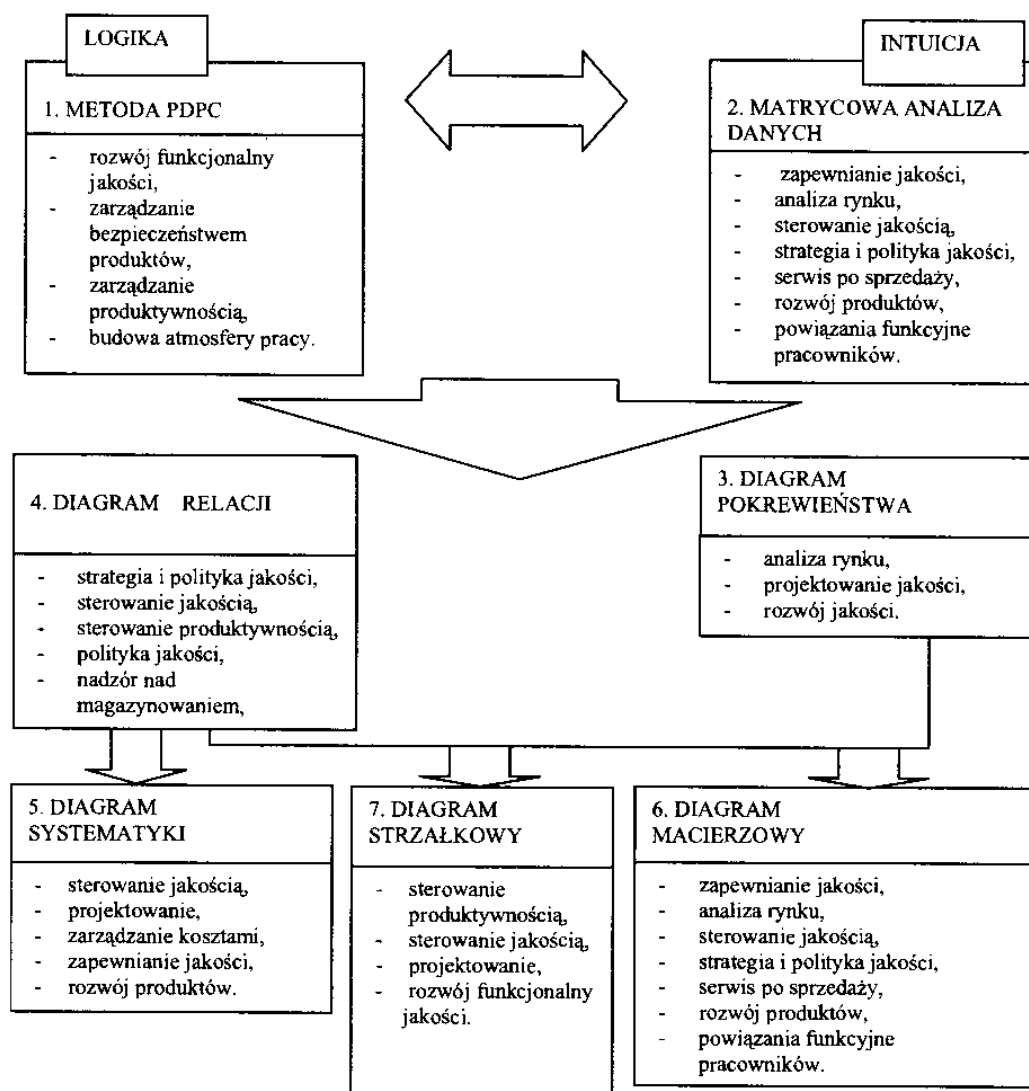 LOGIKA
1. METODA PDPC
- rozwój funkcjonalny
jakości,
- zarządzanie
bezpieczeństwem
produktów,
- zarządzanie
produktywnością,
- budowa atmosfery pracy.
INTUICJA
2. MATRYCOWA ANALIZA
DANYCH
- zapewnianie jakości,
- analiza rynku,
- sterowanie jakością,
- strategia i polityka jakości,
- serwis po sprzedaży,
- rozwój produktów,
- powiązania funkcyjne
pracowników.
4. DIAGRAM RELACJI
- strategia i polityka jakości,
- sterowanie jakością,
- sterowanie produktywnością,
- polityka jakości,
- nadzór nad
magazynowaniem,
3. DIAGRAM
POKREWIEŃSTWA
- analiza rynku,
- projektowanie jakości,
- rozwój jakości.
5. DIAGRAM
SYSTEMATYKI
- sterowanie jakością,
- projektowanie,
- zarządzanie kosztami,
- zapewnianie jakości,
- rozwój produktów.
7. DIAGRAM
STRZAŁKOWY
- sterowanie
produktywnością,
- sterowanie jakością,
- projektowanie,
- rozwój funkcjonalny
jakości.
6. DIAGRAM
MACIERZOWY
- zapewnianie jakości,
- analiza rynku,
- sterowanie jakością,
- strategia i polityka jakości,
- serwis po sprzedaży,
- rozwój produktów,
- powiązania funkcyjne
pracowników.